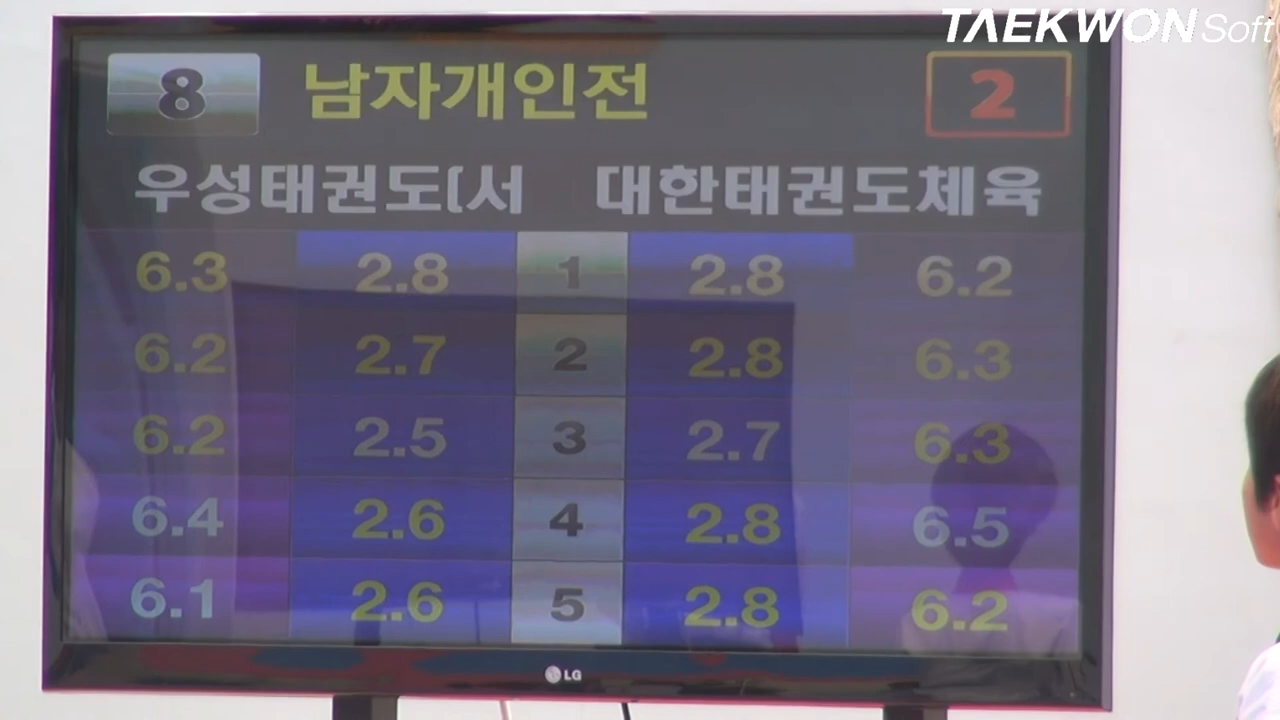 TAEKWON Soft
8 남자개인전 2
우성태권도(서 대한태권도체육
6.3 2.8 1 2.8 6.2
6.2 2.7 2 2.8 6.3
6.2 2.5 3 2.7 6.3
6.4 2.6 4 2.8 6.5
6.1 2.6 5 2.8 6.2
LG